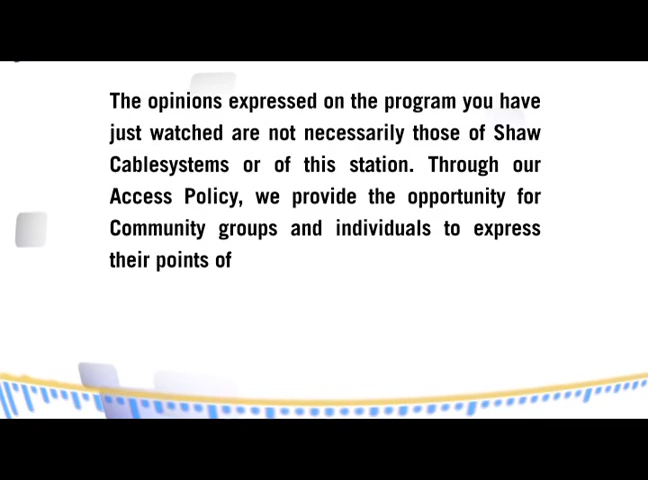 The opinions expressed on the program you have
just watched are not necessarily those of Shaw
Cablesystems or of this station. Through our
Access Policy, we provide the opportunity for
Community groups and individuals to express
their points of